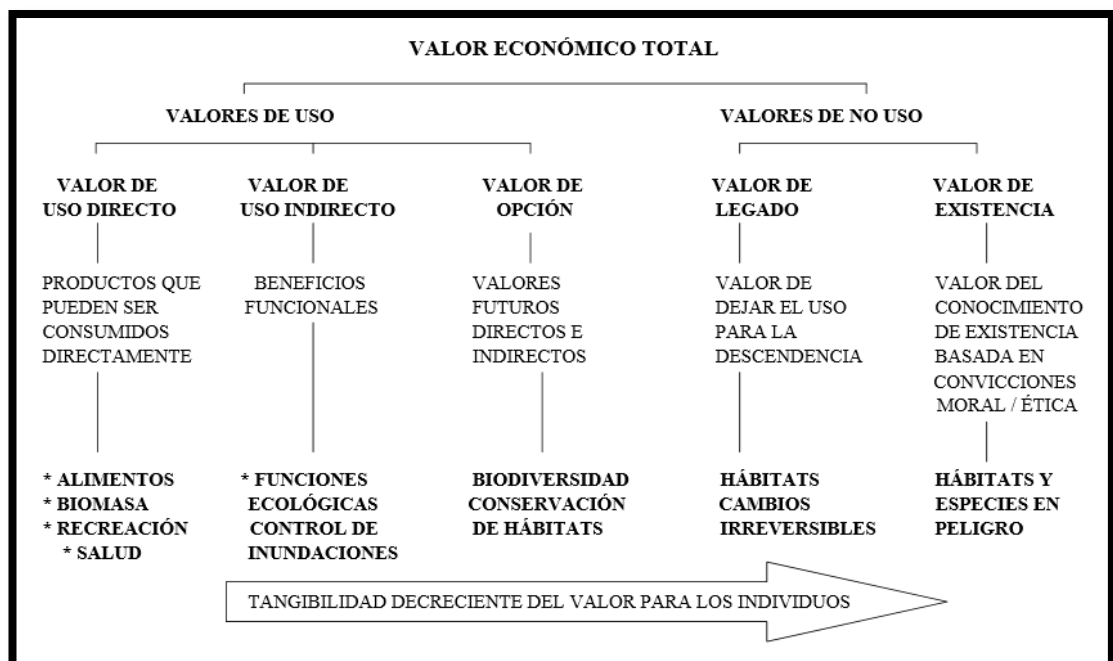 VALOR ECONÓMICO TOTAL
VALORES DE USO
VALORES DE NO USO
VALOR DE
USO DIRECTO
VALOR DE
USO INDIRECTO
VALOR DE
OPCIÓN
VALOR DE
LEGADO
VALOR DE
EXISTENCIA
PRODUCTOS QUE
PUEDEN SER
CONSUMIDOS
DIRECTAMENTE
BENEFICIOS
FUNCIONALES
VALORES
FUTUROS
DIRECTOS E
INDIRECTOS
VALOR DE
DEJAR EL USO
PARA LA
DESCENDENCIA
VALOR DEL
CONOCIMIENTO
DE EXISTENCIA
BASADA EN
CONVICCIONES
MORAL / ÉTICA
* ALIMENTOS
* BIOMASA
* RECREACIÓN
* SALUD
* FUNCIONES
ECOLÓGICAS
CONTROL DE
INUNDACIONES
BIODIVERSIDAD
CONSERVACIÓN
DE HÁBITATS
HÁBITATS
CAMBIOS
IRREVERSIBLES
HÁBITATS Y
ESPECIES EN
PELIGRO
TANGIBILIDAD DECRECIENTE DEL VALOR PARA LOS INDIVIDUOS